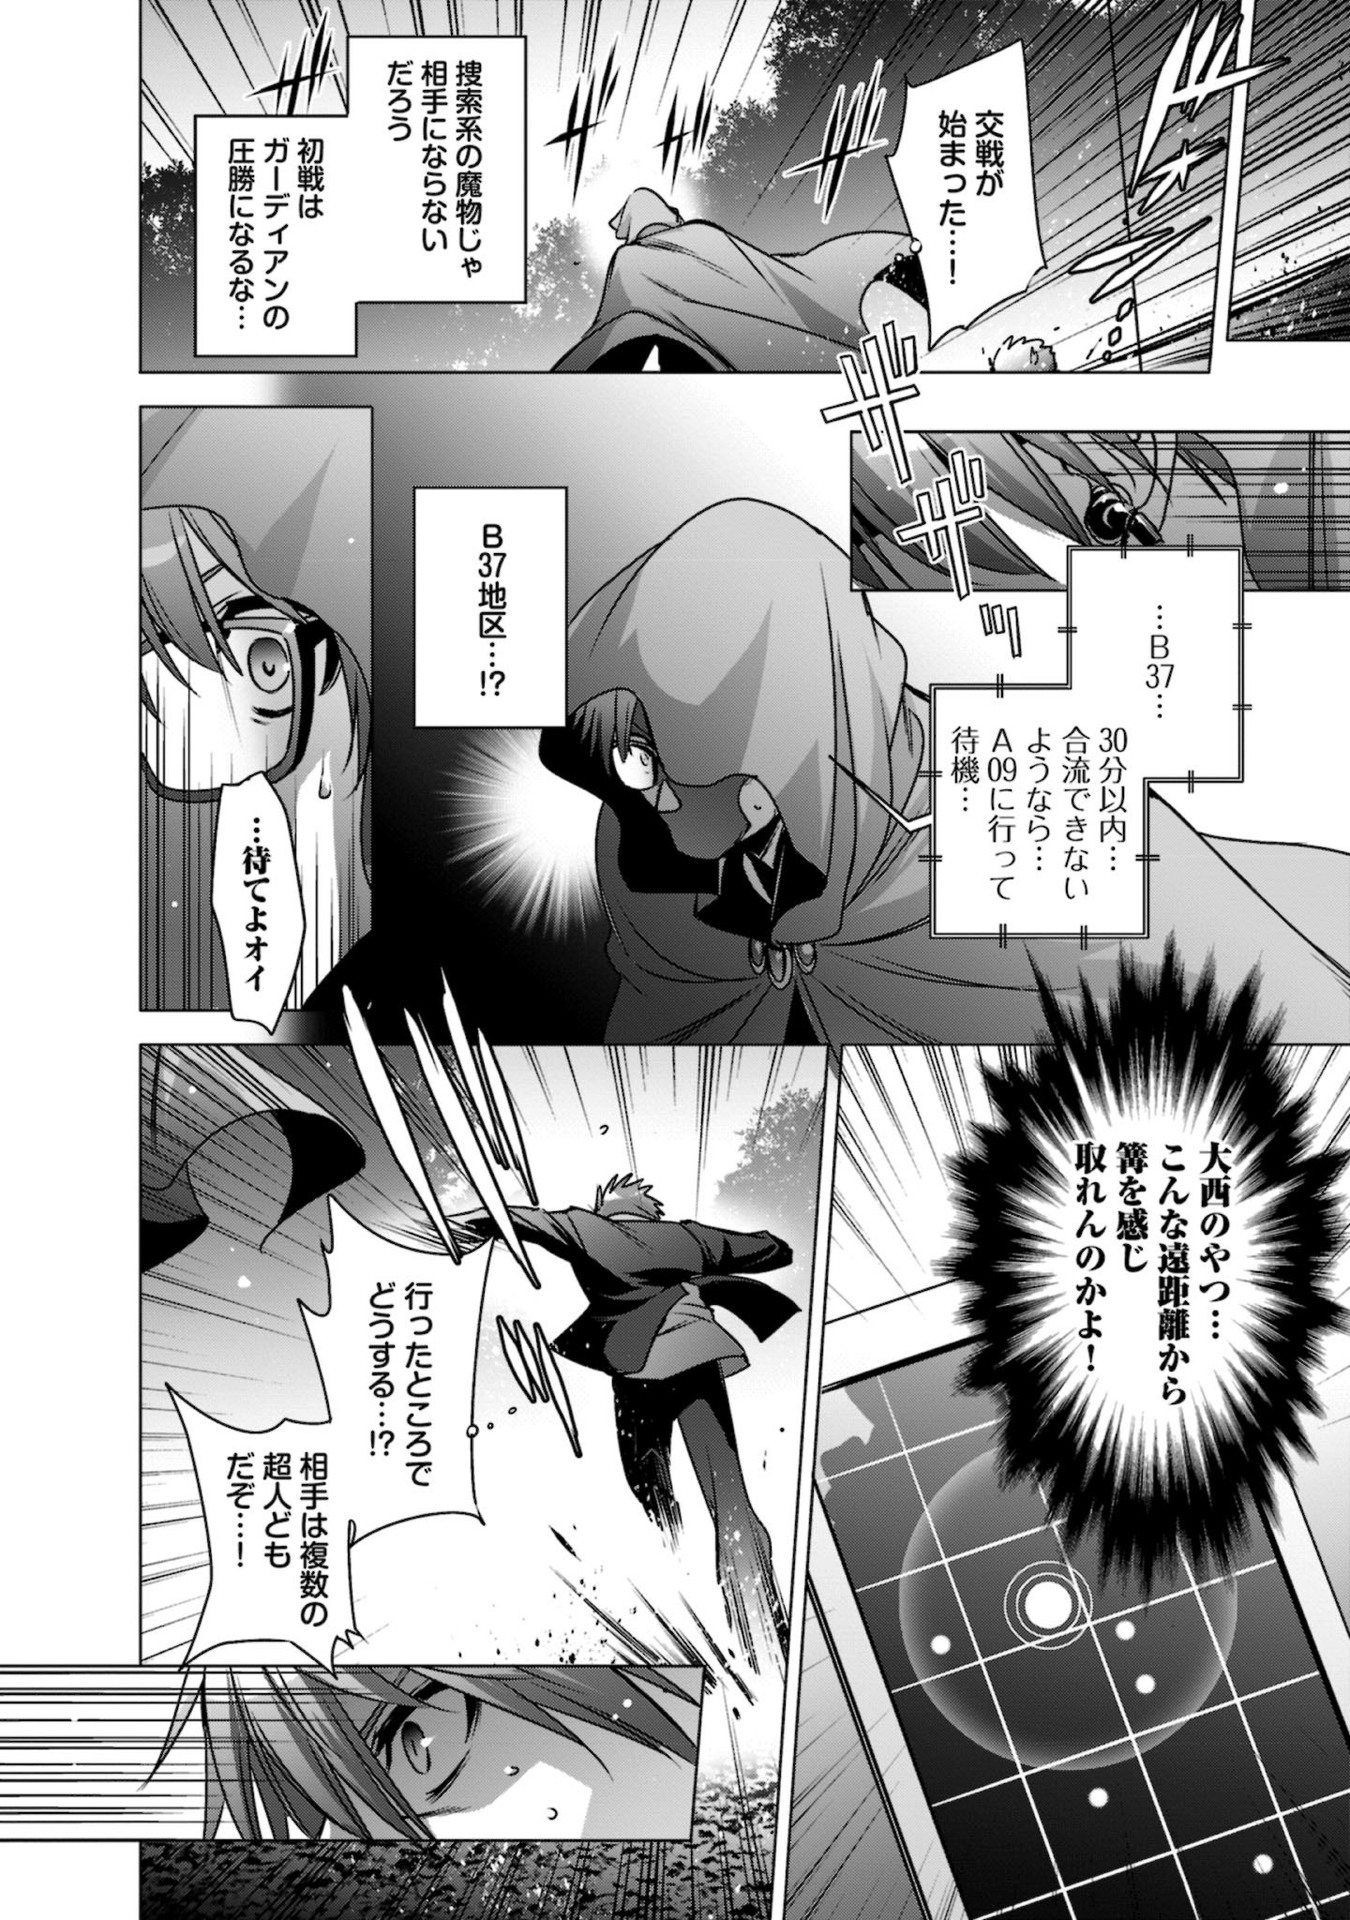 交戦が
始まった…!
捜索系の魔物じゃ
相手にならない
だろう
初戦は
ガーディアンの
圧勝になるな…
ギギ
ギギ
…B37…
30分以内…
合流できない
ようなら…
A09に行って
待機…
B37地区…!?
…待てよオィ
大西のやつ…
こんな遠距離から
篝を感じ
取れんのかよ!
行ったところで
どうする…!?
相手は複数の
超人ども
だぞ…!